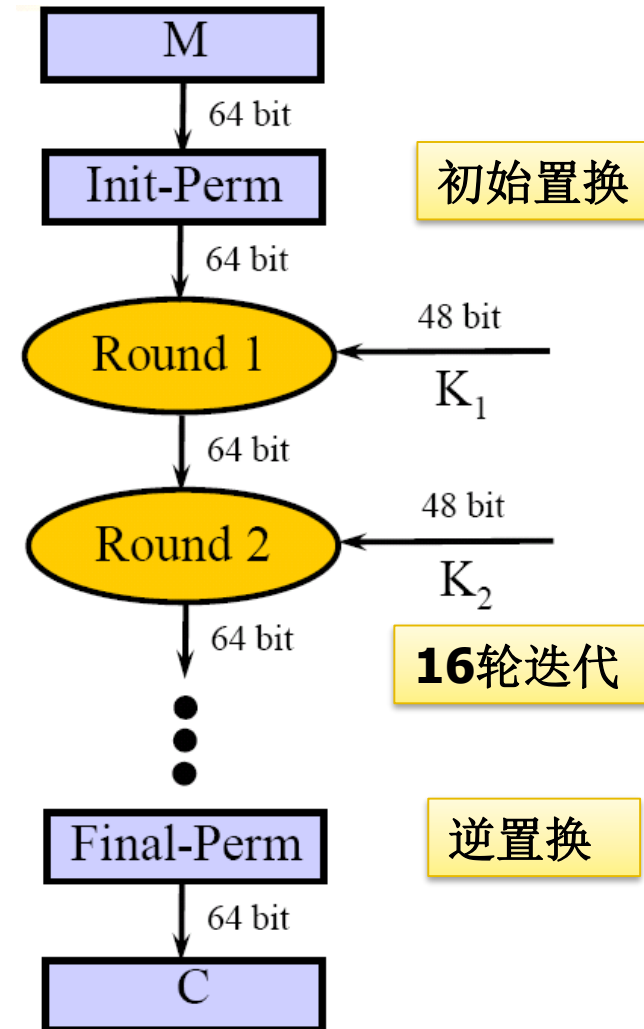 M
64 bit
Init-Perm
初始置换
64 bit
Round 1
48 bit
K₁
64 bit
Round 2
48 bit
K₂
64 bit
16轮迭代
Final-Perm
逆置换
64 bit
C